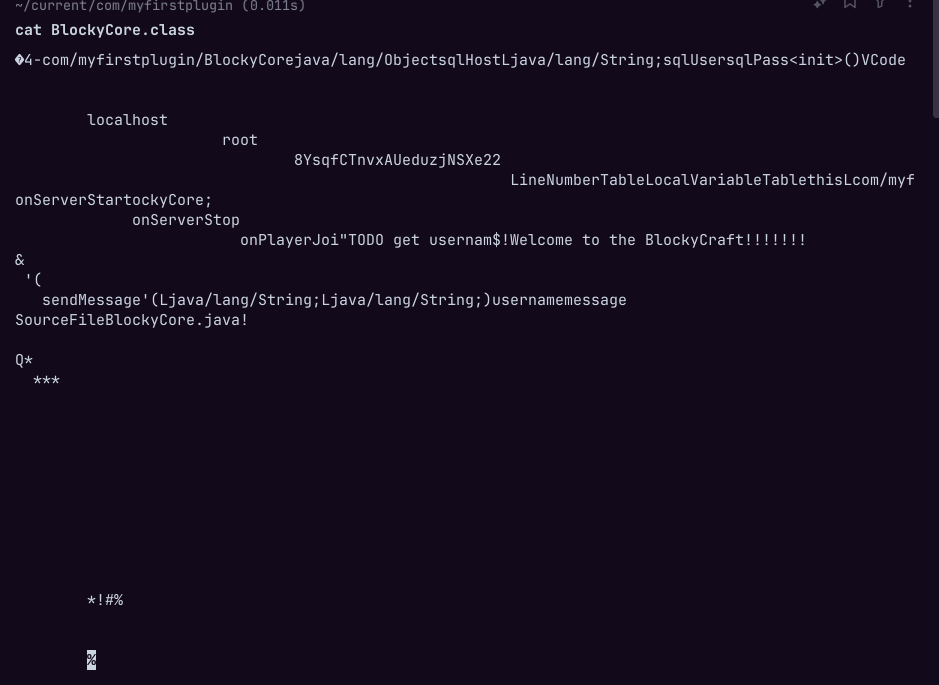 ~/current/com/myfirstplugin (0.011s)
cat BlockyCore.class
�4-com/myfirstplugin/BlockyCorejava/lang/ObjectsqlHostLjava/lang/String;sqlUsersqlPass<init>()VCode
localhost
root
8YsqfCTnvxAUeduzjNSXe22
LineNumberTableLocalVariableTablethisLcom/myf
onServerStartockyCore;
onServerStop
onPlayerJoi"TODO get usernam$!Welcome to the BlockyCraft!!!!!!!
&
'(
sendMessage'(Ljava/lang/String;Ljava/lang/String;)usernamemessage
SourceFileBlockyCore.java!
Q*
***
*!#%
%